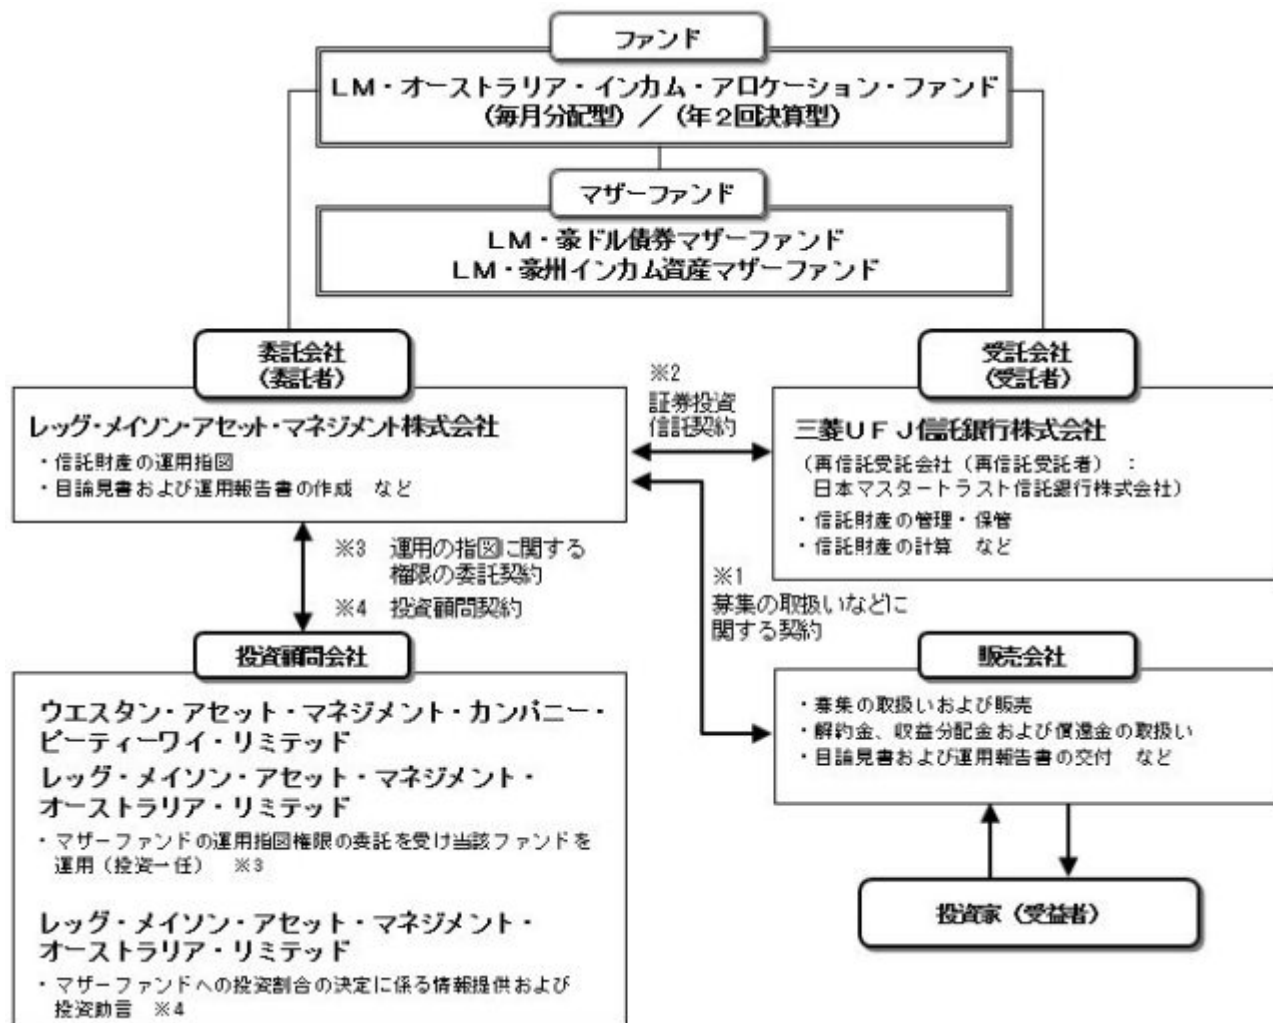 ファンド
LM・オーストラリア・インカム・アロケーション・ファンド
(毎月分配型) / (年2回決算型)
マザーファンド
LM・豪ドル債券マザーファンド
LM・豪州インカム資産マザーファンド
委託会社
(委託者)
レッグ・メイソン・アセット・マネジメント株式会社
・信託財産の運用指図
・目論見書および運用報告書の作成 など
※2
証券投資
信託契約
受託会社
(受託者)
三菱UFJ信託銀行株式会社
(再信託受託会社(再信託受託者) :
日本マスタートラスト信託銀行株式会社)
・信託財産の管理・保管
・信託財産の計算 など
※3 運用の指図に関する
権限の委託契約
※4 投資顧問契約
※1
募集の取扱いなどに
関する契約
投資顧問会社
ウエスタン・アセット・マネジメント・カンパニー・
ピーティーワイ・リミテッド
レッグ・メイソン・アセット・マネジメント・
オーストラリア・リミテッド
・マザーファンドの運用指図権限の委託を受け当該ファンドを
運用(投資一任) ※3
レッグ・メイソン・アセット・マネジメント・
オーストラリア・リミテッド
・マザーファンドへの投資割合の決定に係る情報提供および
投資助言 ※4
販売会社
・募集の取扱いおよび販売
・解約金、収益分配金および償還金の取扱い
・目論見書および運用報告書の交付 など
投資家(受益者)